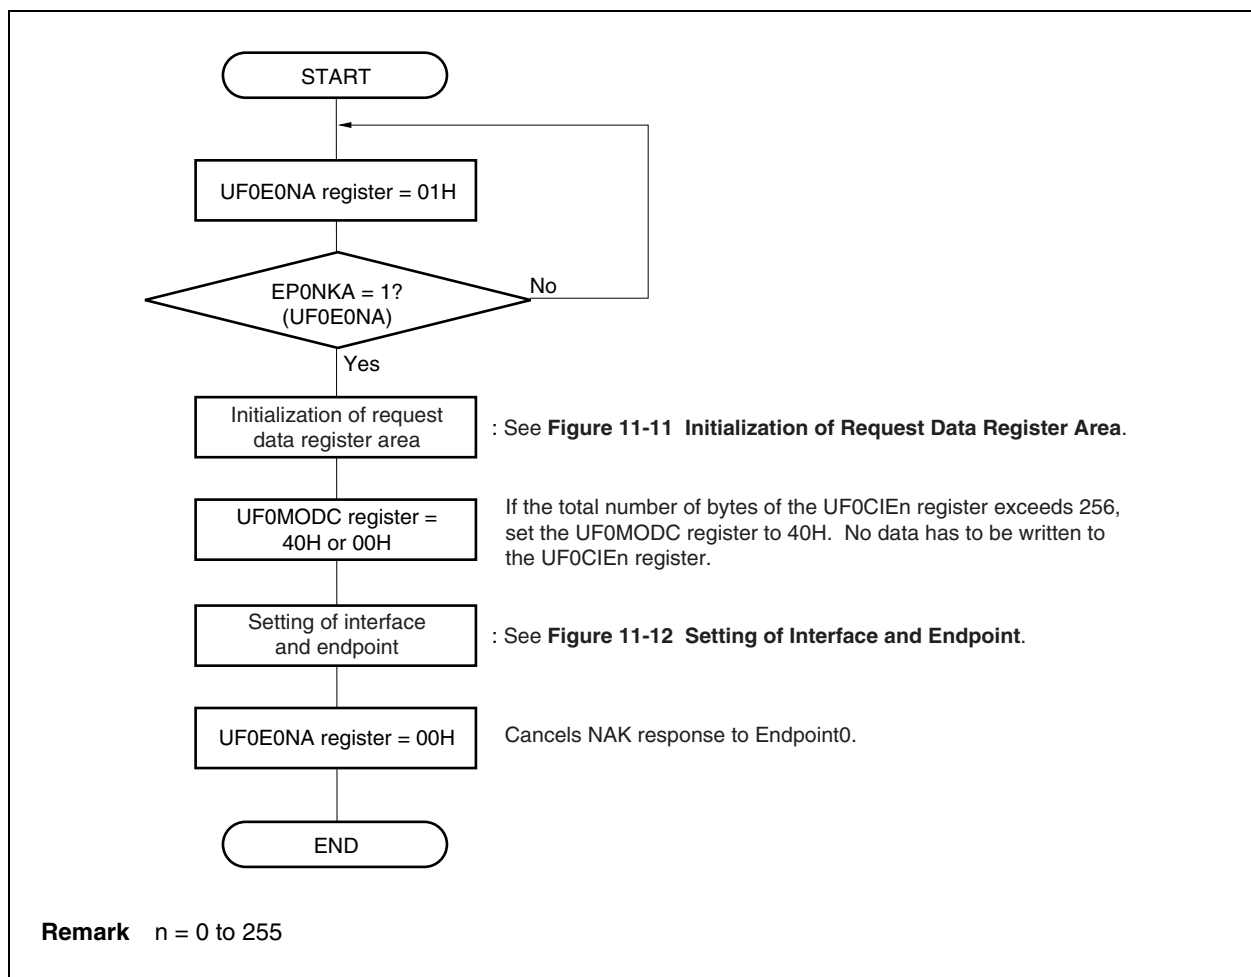 START
UF0E0NA register = 01H
EP0NKA = 1?
(UF0E0NA)
No
Yes
Initialization of request
data register area
: See Figure 11-11  Initialization of Request Data Register Area.
UF0MODC register =
40H or 00H
If the total number of bytes of the UF0CIEn register exceeds 256,
set the UF0MODC register to 40H.  No data has to be written to
the UF0CIEn register.
Setting of interface
and endpoint
: See Figure 11-12  Setting of Interface and Endpoint.
UF0E0NA register = 00H
Cancels NAK response to Endpoint0.
END
Remark   n = 0 to 255